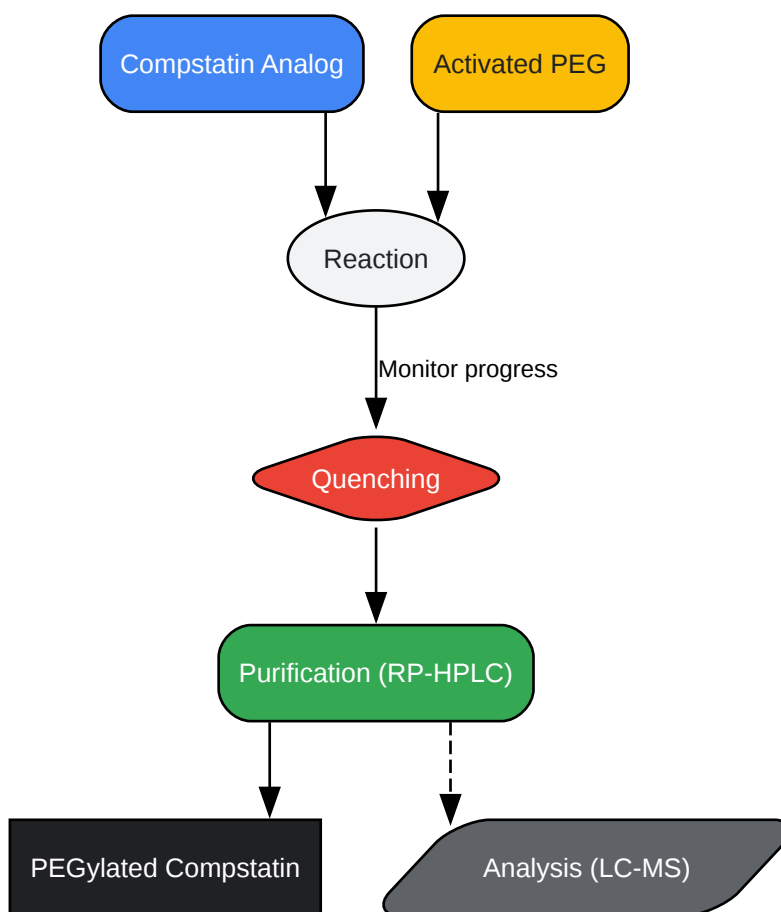 Compstatin Analog
Activated PEG
Reaction
Monitor progress
Quenching
Purification (RP-HPLC)
PEGylated Compstatin
Analysis (LC-MS)